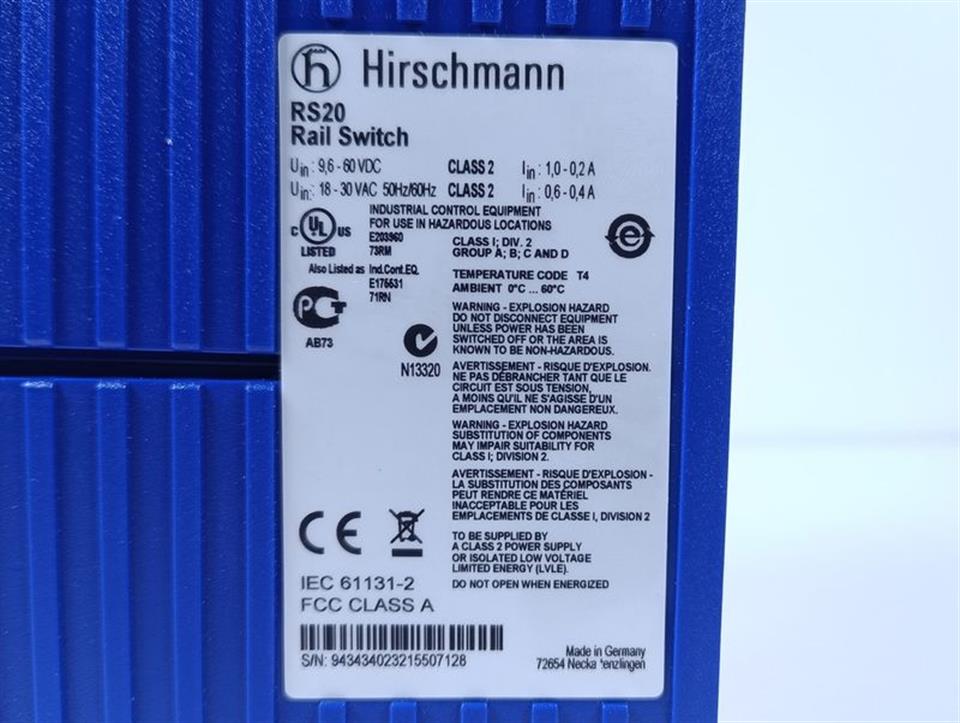 Hirschmann
RS20
Rail Switch
Uin: 9,6 - 60 VDC CLASS 2 Iin : 1,0 - 0,2 A
Uin: 18 - 30 VAC 50Hz/60Hz CLASS 2 Iin : 0,6 - 0,4 A
INDUSTRIAL CONTROL EQUIPMENT
FOR USE IN HAZARDOUS LOCATIONS
C UL US
LISTED
E203960
73RM
CLASS I; DIV. 2
GROUP A; B; C AND D
e
Also Listed as Ind.Cont.EQ.
E175531
71RN
TEMPERATURE CODE T4
AMBIENT 0°C ... 60°C
PCT
AB73
N13320
WARNING - EXPLOSION HAZARD
DO NOT DISCONNECT EQUIPMENT
UNLESS POWER HAS BEEN
SWITCHED OFF OR THE AREA IS
KNOWN TO BE NON-HAZARDOUS.
AVERTISSEMENT - RISQUE D'EXPLOSION.
NE PAS DÉBRANCHER TANT QUE LE
CIRCUIT EST SOUS TENSION,
A MOINS QU'IL NE S'AGISSE D'UN
EMPLACEMENT NON DANGEREUX.
WARNING - EXPLOSION HAZARD
SUBSTITUTION OF COMPONENTS
MAY IMPAIR SUITABILITY FOR
CLASS I; DIVISION 2.
AVERTISSEMENT - RISQUE D'EXPLOSION -
LA SUBSTITUTION DES COMPOSANTS
PEUT RENDRE CE MATÉRIEL
INACCEPTABLE POUR LES
EMPLACEMENTS DE CLASSE I, DIVISION 2
TO BE SUPPLIED BY
A CLASS 2 POWER SUPPLY
OR ISOLATED LOW VOLTAGE
LIMITED ENERGY (LVLE).
DO NOT OPEN WHEN ENERGIZED
CE
IEC 61131-2
FCC CLASS A
S/N: 943434023215507128
Made in Germany
72654